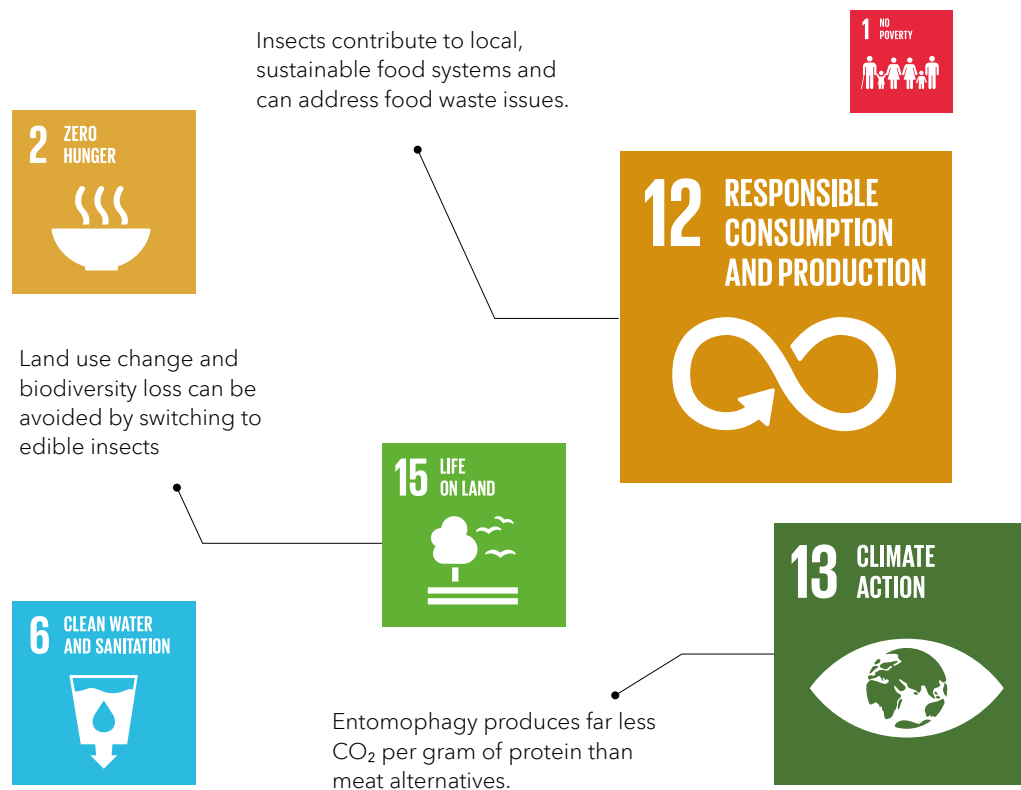 Insects contribute to local,
sustainable food systems and
can address food waste issues.
1 NO
POVERTY
2 ZERO
HUNGER
12 RESPONSIBLE
CONSUMPTION
AND PRODUCTION
Land use change and
biodiversity loss can be
avoided by switching to
edible insects
15 LIFE
ON LAND
13 CLIMATE
ACTION
6 CLEAN WATER
AND SANITATION
Entomophagy produces far less
CO₂ per gram of protein than
meat alternatives.